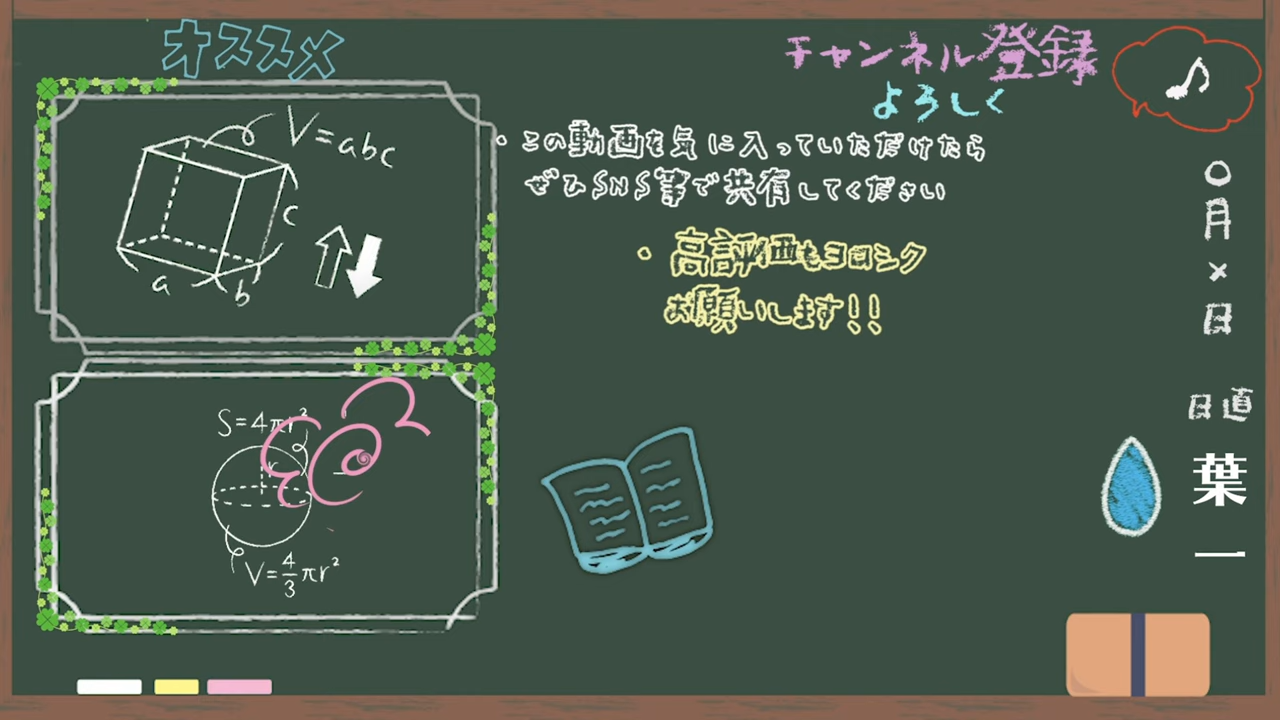 オススメ
V=abc
c
a
b
S=4πr²
r
V=4/3πr²
チャンネル登録
よろしく
・この動画を気に入っていただけたら
ぜひSNS等で共有してください
・高評価もヨロシク
お願いします!!
♪
○月×日
日直
葉一